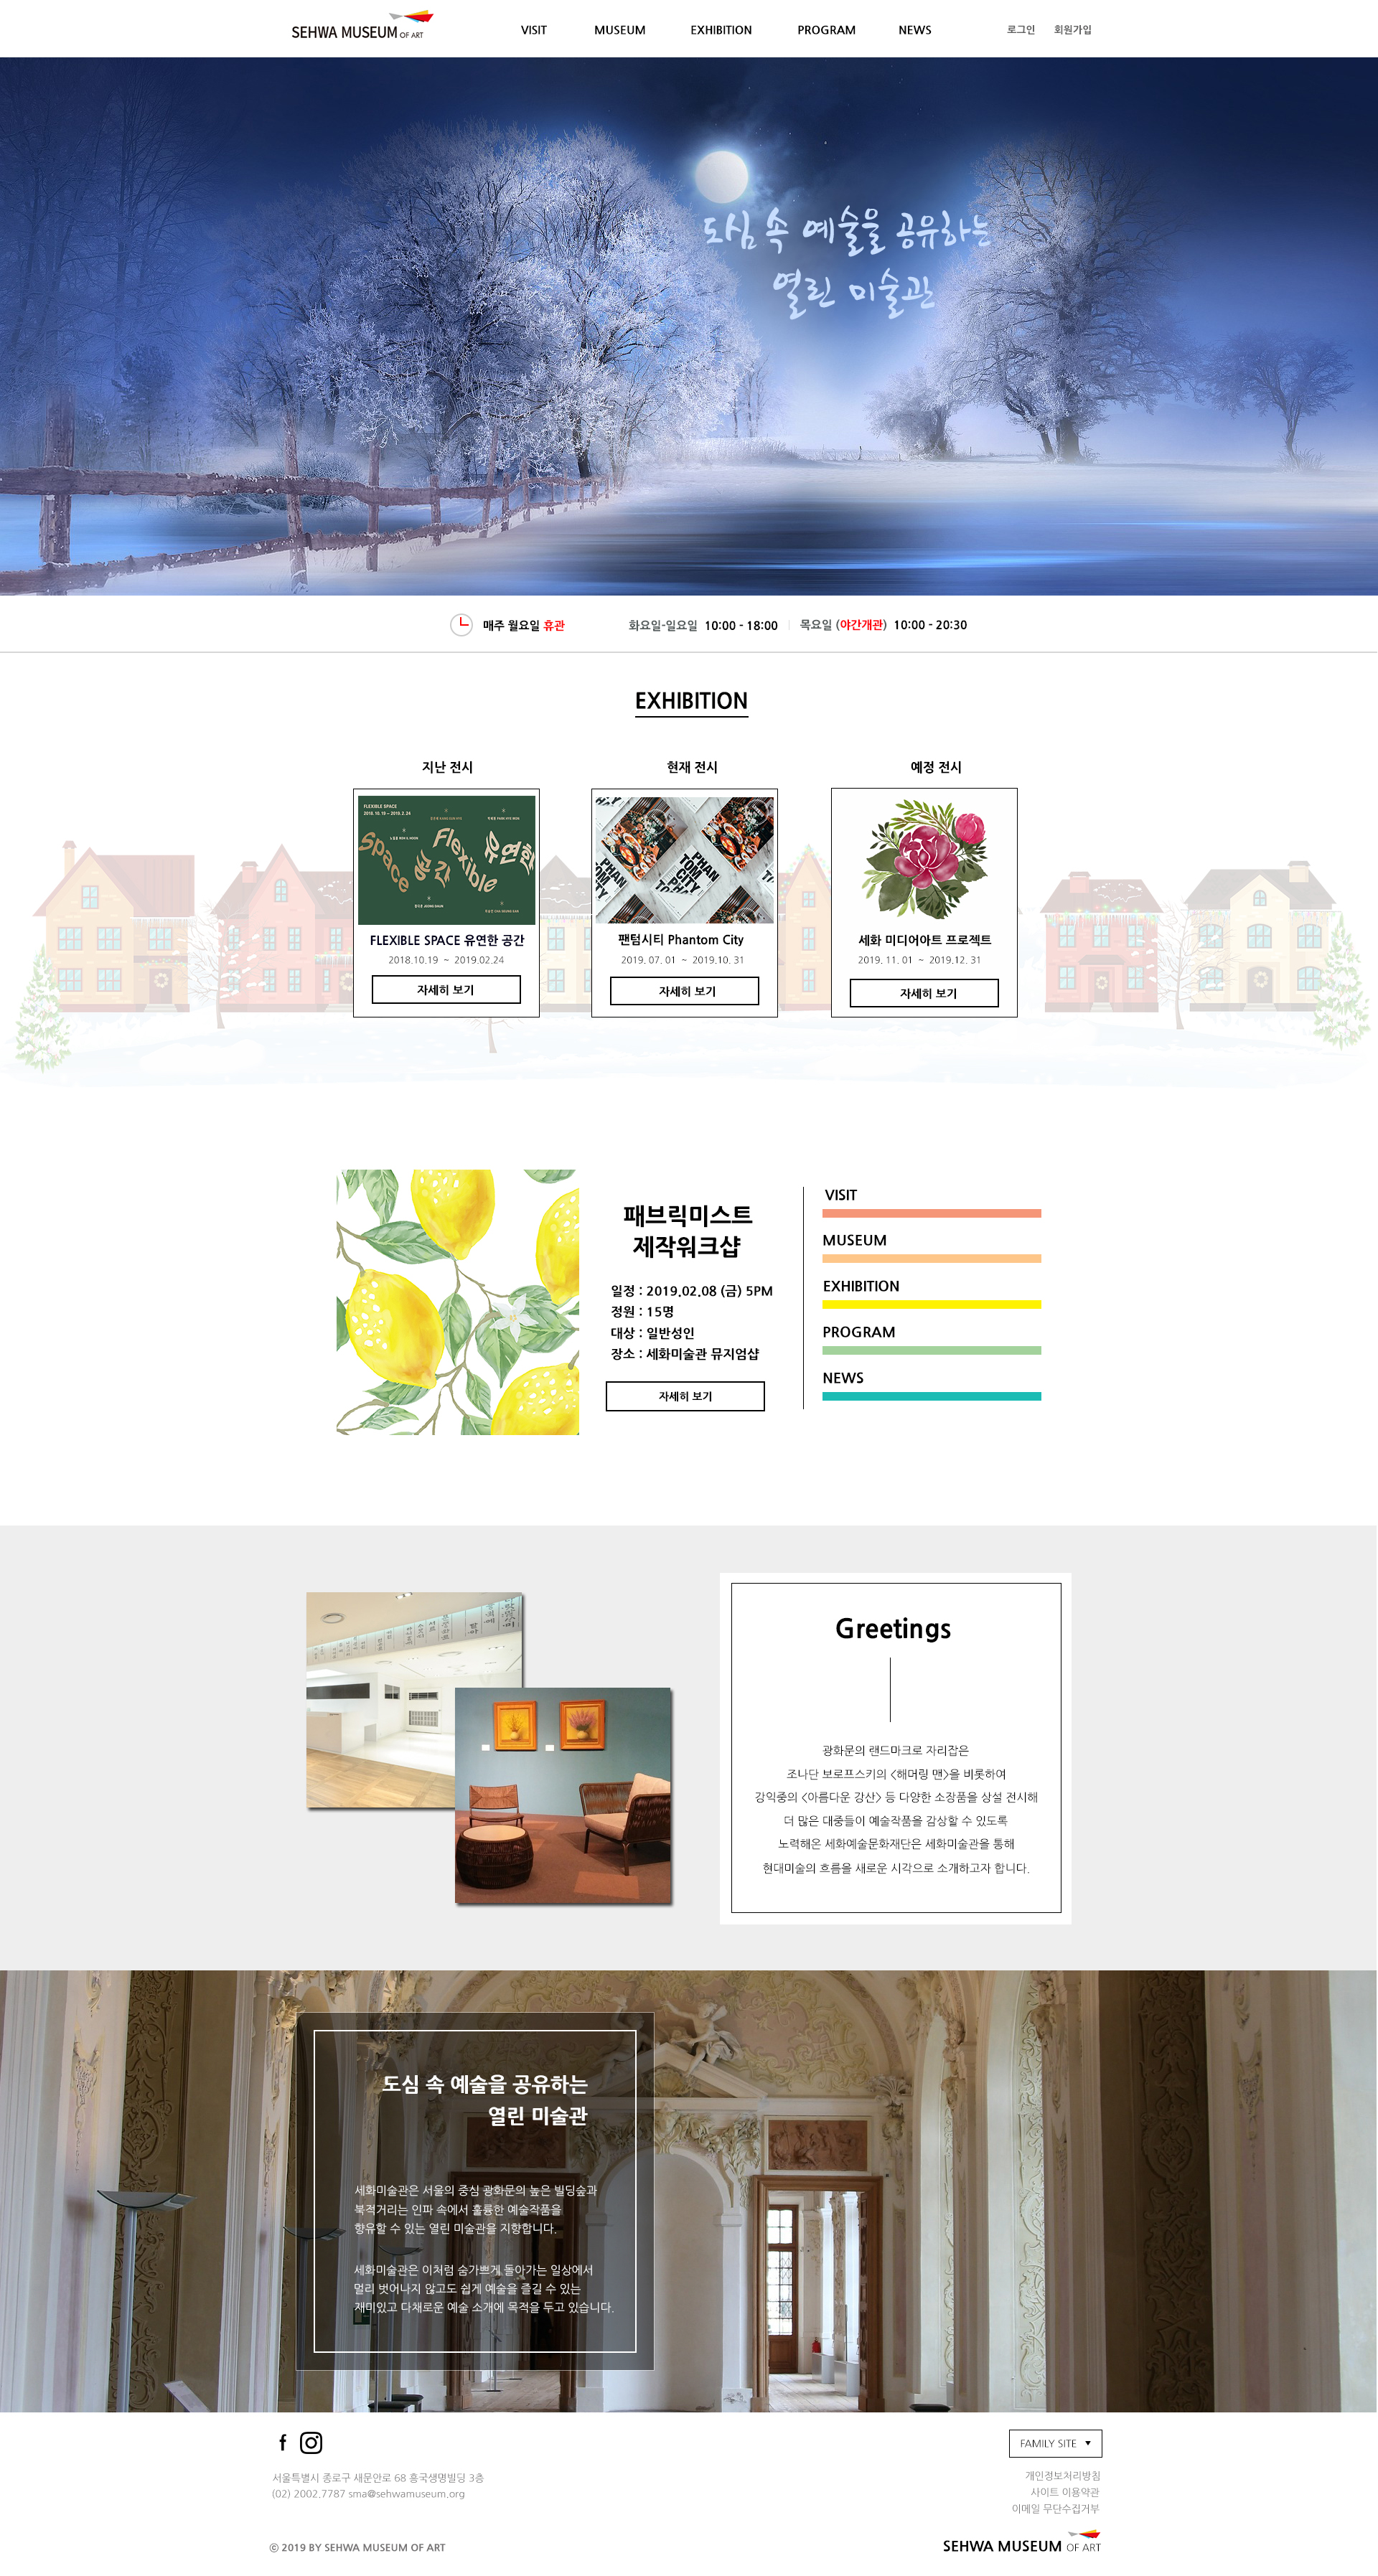 SEHWA MUSEUM OF ART
VISIT MUSEUM EXHIBITION PROGRAM NEWS
로그인 회원가입
도심 속 예술을 공유하는
열린 미술관
매주 월요일 휴관
화요일-일요일 10:00 - 18:00
목요일 (야간개관) 10:00 - 20:30
EXHIBITION
지난 전시
FLEXIBLE SPACE
2018.10.19 – 2019.2.24
Space 공간 Flexible 유연한
FLEXIBLE SPACE 유연한 공간
2018.10.19 ~ 2019.02.24
자세히 보기
현재 전시
PHAN
TOM
CITY
팬텀시티 Phantom City
2019. 07. 01 ~ 2019.10. 31
자세히 보기
예정 전시
세화 미디어아트 프로젝트
2019. 11. 01 ~ 2019.12. 31
자세히 보기
패브릭미스트
제작워크샵
일정 : 2019.02.08 (금) 5PM
정원 : 15명
대상 : 일반성인
장소 : 세화미술관 뮤지엄샵
자세히 보기
VISIT
MUSEUM
EXHIBITION
PROGRAM
NEWS
Greetings
광화문의 랜드마크로 자리잡은
조나단 보로프스키의 <해머링 맨>을 비롯하여
강익중의 <아름다운 강산> 등 다양한 소장품을 상설 전시해
더 많은 대중들이 예술작품을 감상할 수 있도록
노력해온 세화예술문화재단은 세화미술관을 통해
현대미술의 흐름을 새로운 시각으로 소개하고자 합니다.
도심 속 예술을 공유하는
열린 미술관
세화미술관은 서울의 중심 광화문의 높은 빌딩숲과
북적거리는 인파 속에서 훌륭한 예술작품을
향유할 수 있는 열린 미술관을 지향합니다.
세화미술관은 이처럼 숨가쁘게 돌아가는 일상에서
멀리 벗어나지 않고도 쉽게 예술을 즐길 수 있는
재미있고 다채로운 예술 소개에 목적을 두고 있습니다.
f
서울특별시 종로구 새문안로 68 흥국생명빌딩 3층
(02) 2002.7787 sma@sehwamuseum.org
© 2019 BY SEHWA MUSEUM OF ART
FAMILY SITE ▼
개인정보처리방침
사이트 이용약관
이메일 무단수집거부
SEHWA MUSEUM OF ART